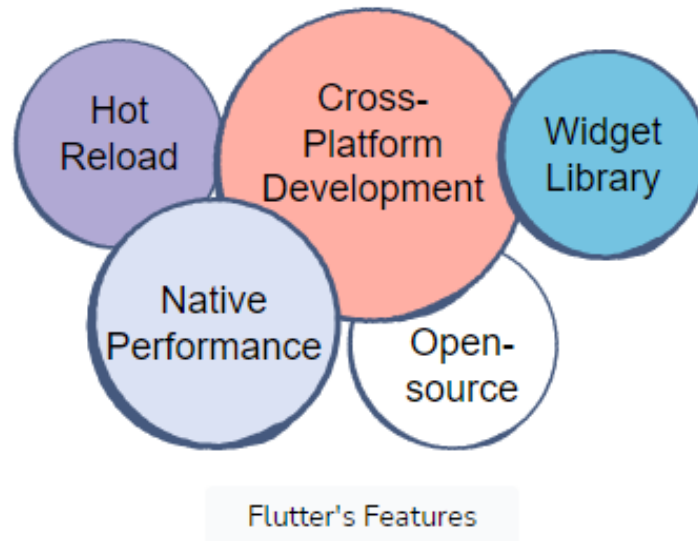 Hot
Reload
Cross-
Platform
Development
Widget
Library
Native
Performance
Open-
source
Flutter's Features